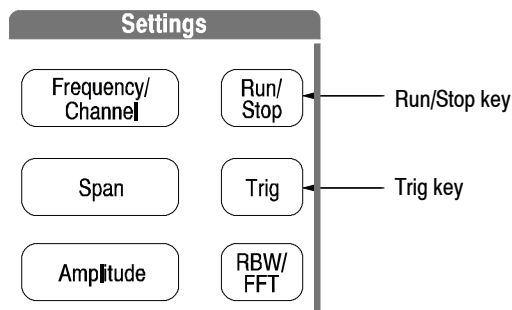 Settings
Frequency/
Channel
Run/
Stop
Run/Stop key
Span
Trig
Trig key
Amplitude
RBW/
FFT